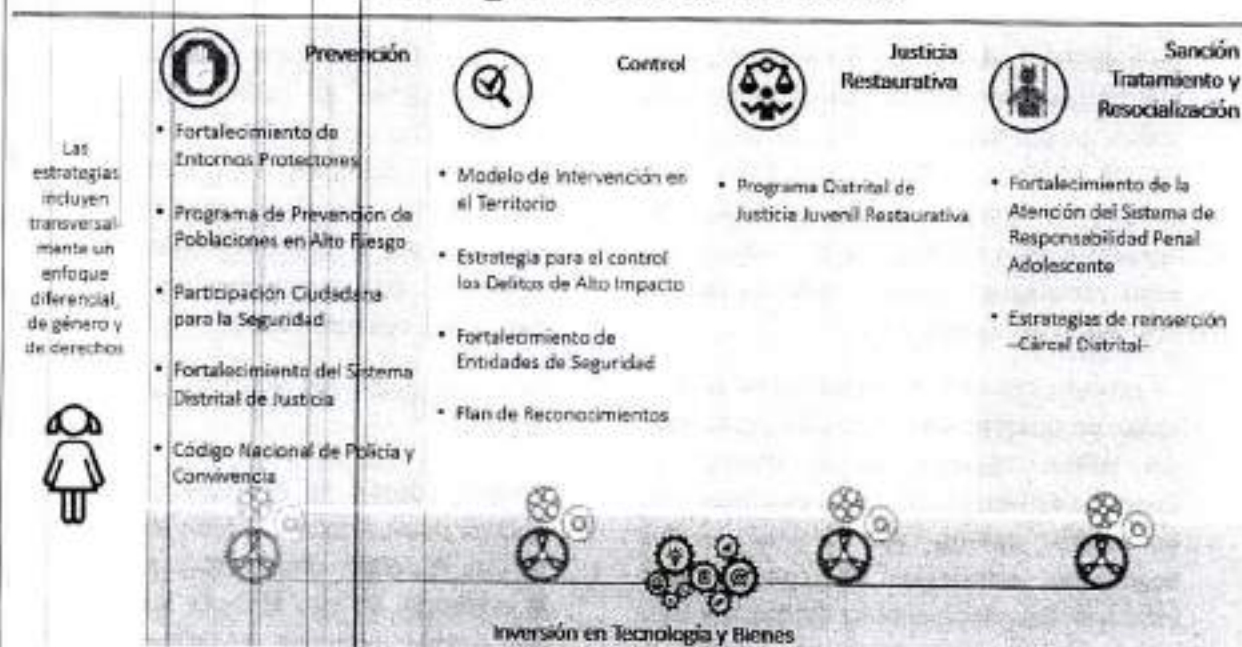 Las
estrategias
incluyen
transversal-
mente un
enfoque
diferencial,
de género y
de derechos
Prevención
• Fortalecimiento de
Entornos Protectores
• Programa de Prevención de
Poblaciones en Alto Riesgo
• Participación Ciudadana
para la Seguridad
• Fortalecimiento del Sistema
Distrital de Justicia
• Código Nacional de Policía y
Convivencia
Control
• Modelo de Intervención en
el Territorio
• Estrategia para el control
los Delitos de Alto Impacto
• Fortalecimiento de
Entidades de Seguridad
• Plan de Reconocimientos
Justicia
Restaurativa
• Programa Distrital de
Justicia Juvenil Restaurativa
Sanción
Tratamiento y
Resocialización
• Fortalecimiento de la
Atención del Sistema de
Responsabilidad Penal
Adolescente
• Estrategias de reinserción
–Cárcel Distrital–
Inversión en Tecnología y Bienes